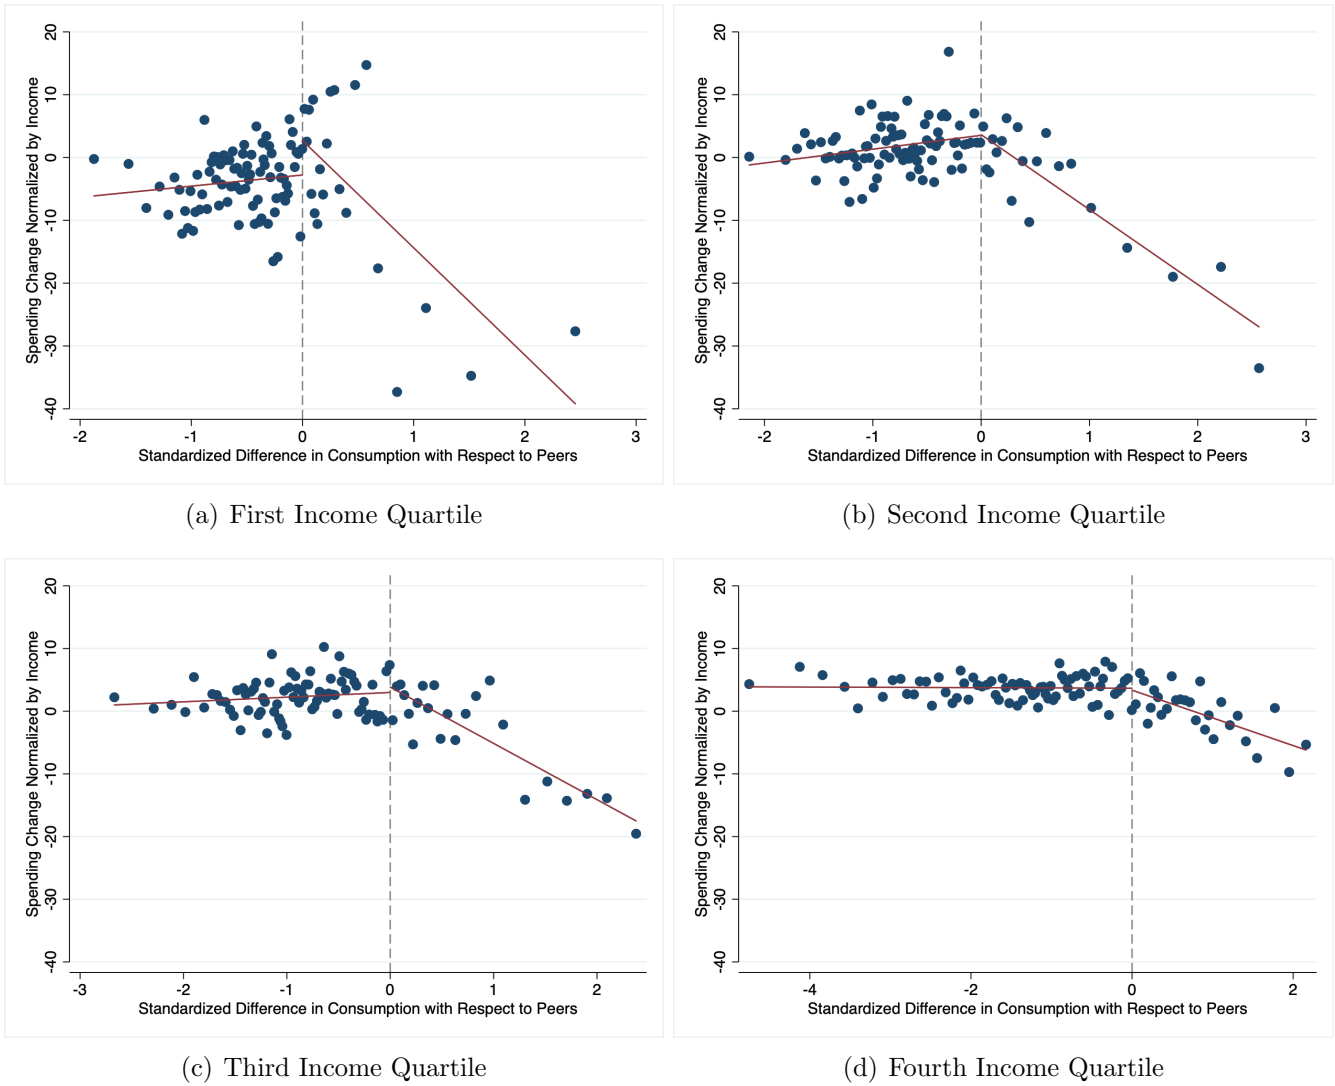 Spending Change Normalized by Income
20
10
0
-10
-20
-30
-40
-2 -1 0 1 2 3
Standardized Difference in Consumption with Respect to Peers
(a) First Income Quartile
Spending Change Normalized by Income
20
10
0
-10
-20
-30
-40
-2 -1 0 1 2 3
Standardized Difference in Consumption with Respect to Peers
(b) Second Income Quartile
Spending Change Normalized by Income
20
10
0
-10
-20
-30
-40
-3 -2 -1 0 1 2
Standardized Difference in Consumption with Respect to Peers
(c) Third Income Quartile
Spending Change Normalized by Income
20
10
0
-10
-20
-30
-40
-4 -2 0 2
Standardized Difference in Consumption with Respect to Peers
(d) Fourth Income Quartile